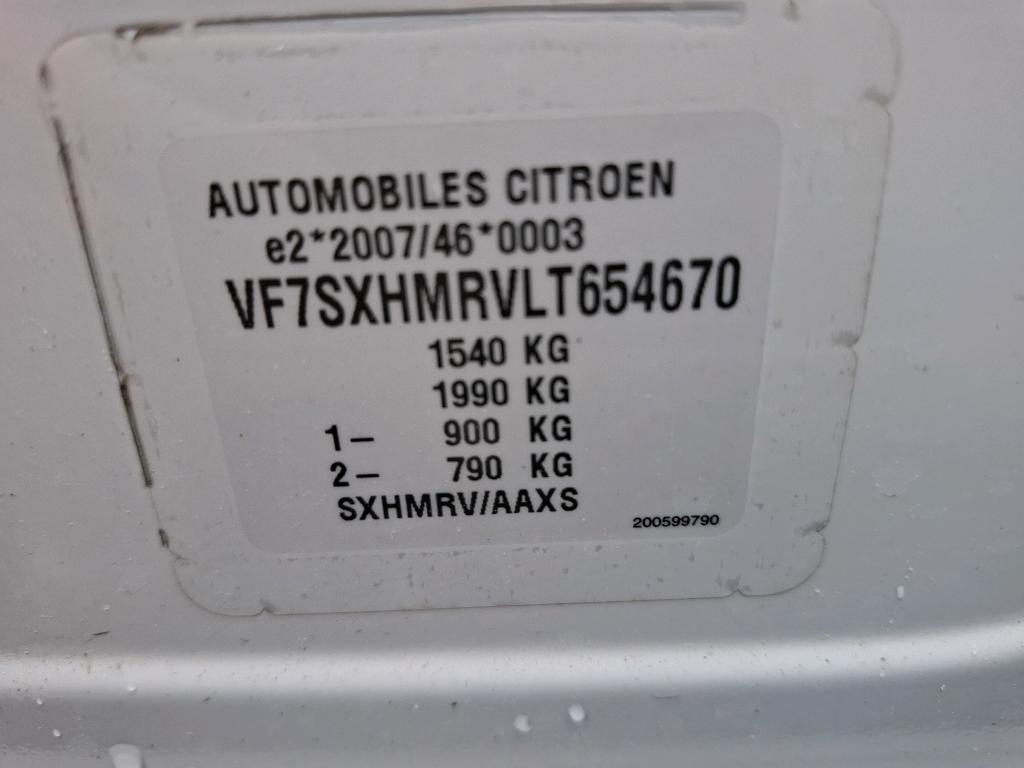 AUTOMOBILES CITROEN
e2*2007/46*0003
VF7SXHMRVLT654670
1540 KG
1990 KG
1- 900 KG
2- 790 KG
SXHMRV/AAXS
200599790